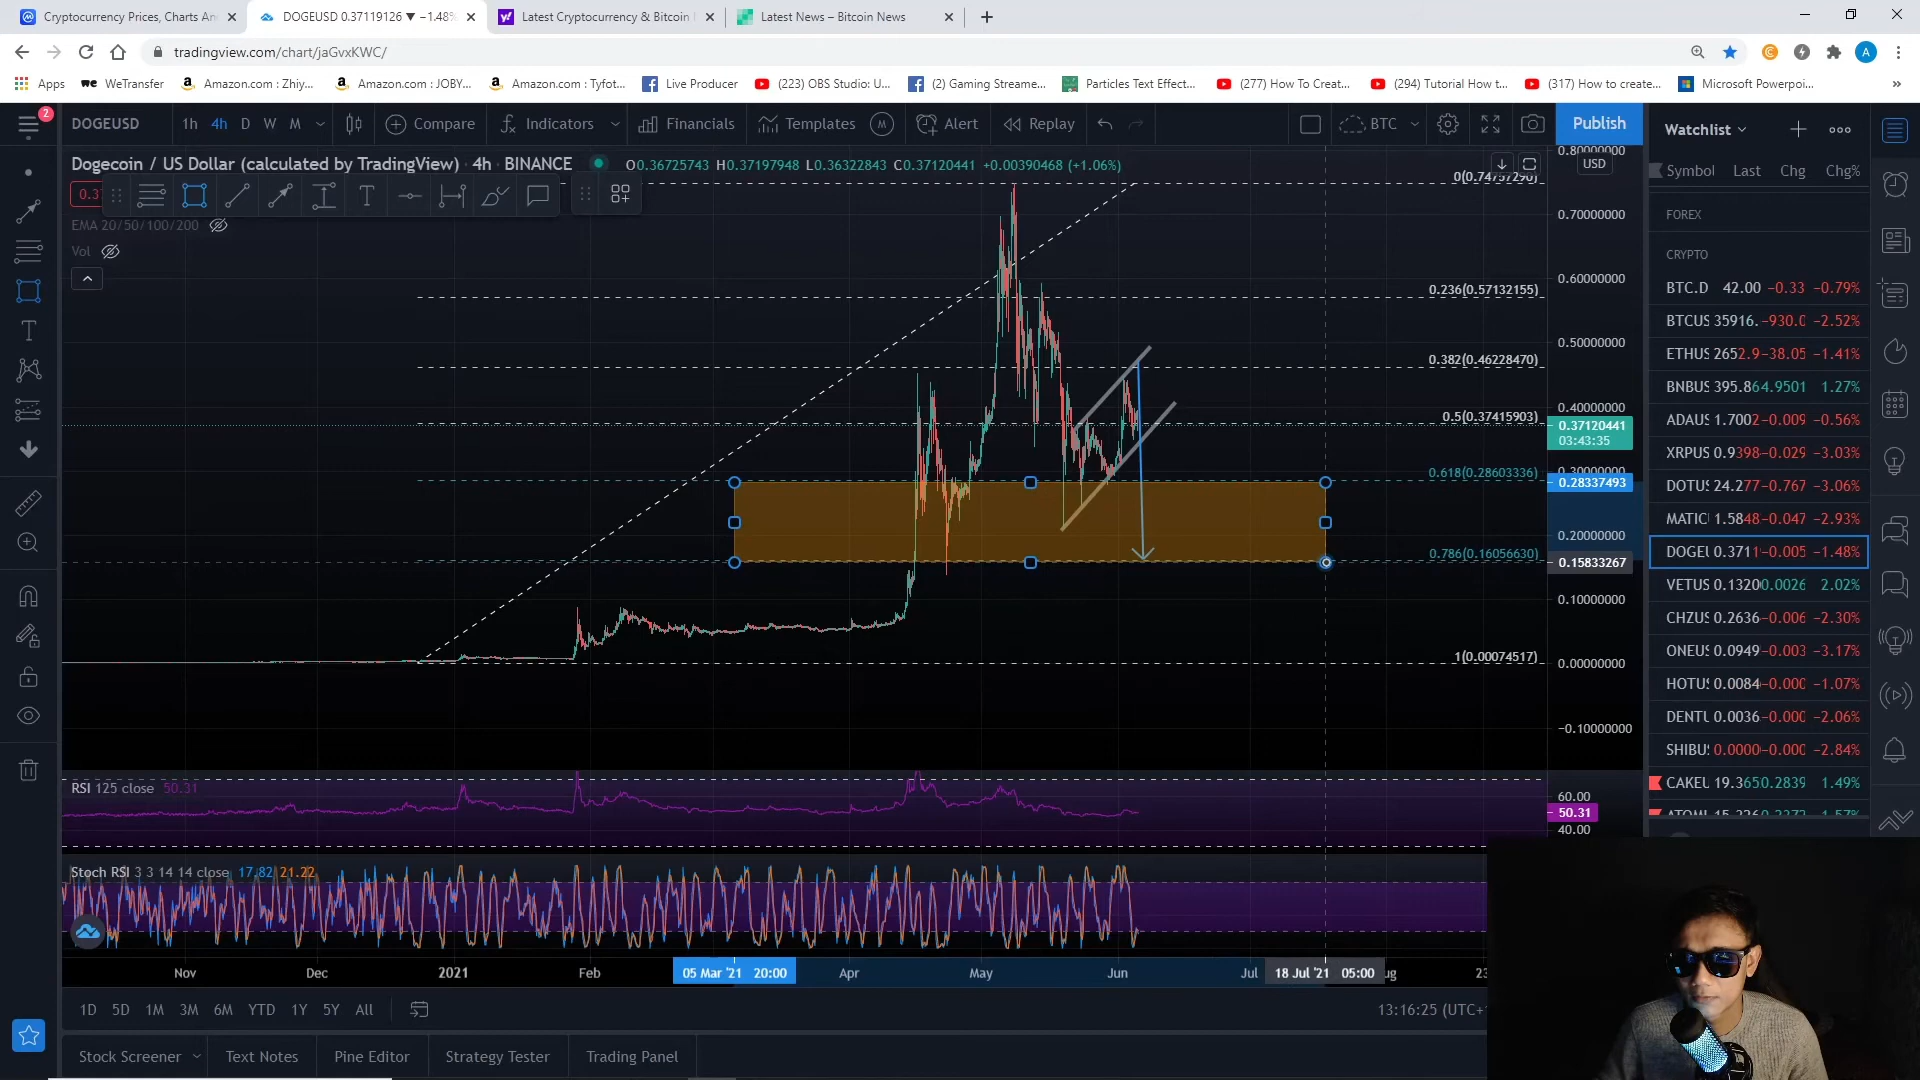 Cryptocurrency Prices, Charts An
DOGEUSD 0.37119126 ▼ −1.48%
Latest Cryptocurrency & Bitcoin
Latest News – Bitcoin News
tradingview.com/chart/jaGvxKWC/
A
Apps
WeTransfer
Amazon.com : Zhiy...
Amazon.com : JOBY...
Amazon.com : Tyfot...
Live Producer
(223) OBS Studio: U...
(2) Gaming Streame...
Particles Text Effect...
(277) How To Creat...
(294) Tutorial How t...
(317) How to create...
Microsoft Powerpoi...
2
DOGEUSD
1h
4h
D
W
M
Compare
Indicators
Financials
Templates
M
Alert
Replay
BTC
Publish
Watchlist
Dogecoin / US Dollar (calculated by TradingView) · 4h · BINANCE
O0.36725743 H0.37197948 L0.36322843 C0.37120441 +0.00390468 (+1.06%)
USD
Symbol Last Chg Chg%
EMA 20/50/100/200
Vol
FOREX
CRYPTO
BTC.D 42.00 −0.33 −0.79%
BTCUS 35916. −930.0 −2.52%
ETHUS 2652.9 −38.05 −1.41%
BNBUS 395.86 4.9501 1.27%
ADAUS 1.7002 −0.009 −0.56%
XRPUS 0.9398 −0.029 −3.03%
DOTUS 24.277 −0.767 −3.06%
MATIC 1.5848 −0.047 −2.93%
DOGEU 0.3711 −0.005 −1.48%
VETUS 0.1320 0.0026 2.02%
CHZUS 0.2636 −0.006 −2.30%
ONEUS 0.0949 −0.003 −3.17%
HOTUS 0.0084 −0.000 −1.07%
DENTU 0.0036 −0.000 −2.06%
SHIBUS 0.0000 −0.000 −2.84%
CAKEU 19.365 0.2839 1.49%
0(0.74757290)
0.236(0.57132155)
0.382(0.46228470)
0.5(0.37415903)
0.618(0.28603336)
0.786(0.16056630)
1(0.00074517)
0.80000000
0.70000000
0.60000000
0.50000000
0.40000000
0.37120441
03:43:35
0.30000000
0.28337493
0.20000000
0.15833267
0.10000000
0.00000000
−0.10000000
RSI 125 close 50.31
60.00
50.31
40.00
Stoch RSI 3 3 14 14 close 17.82 21.22
Nov
Dec
2021
Feb
05 Mar '21 20:00
Apr
May
Jun
Jul
18 Jul '21 05:00
1D
5D
1M
3M
6M
YTD
1Y
5Y
All
13:16:25 (UTC+
Stock Screener
Text Notes
Pine Editor
Strategy Tester
Trading Panel